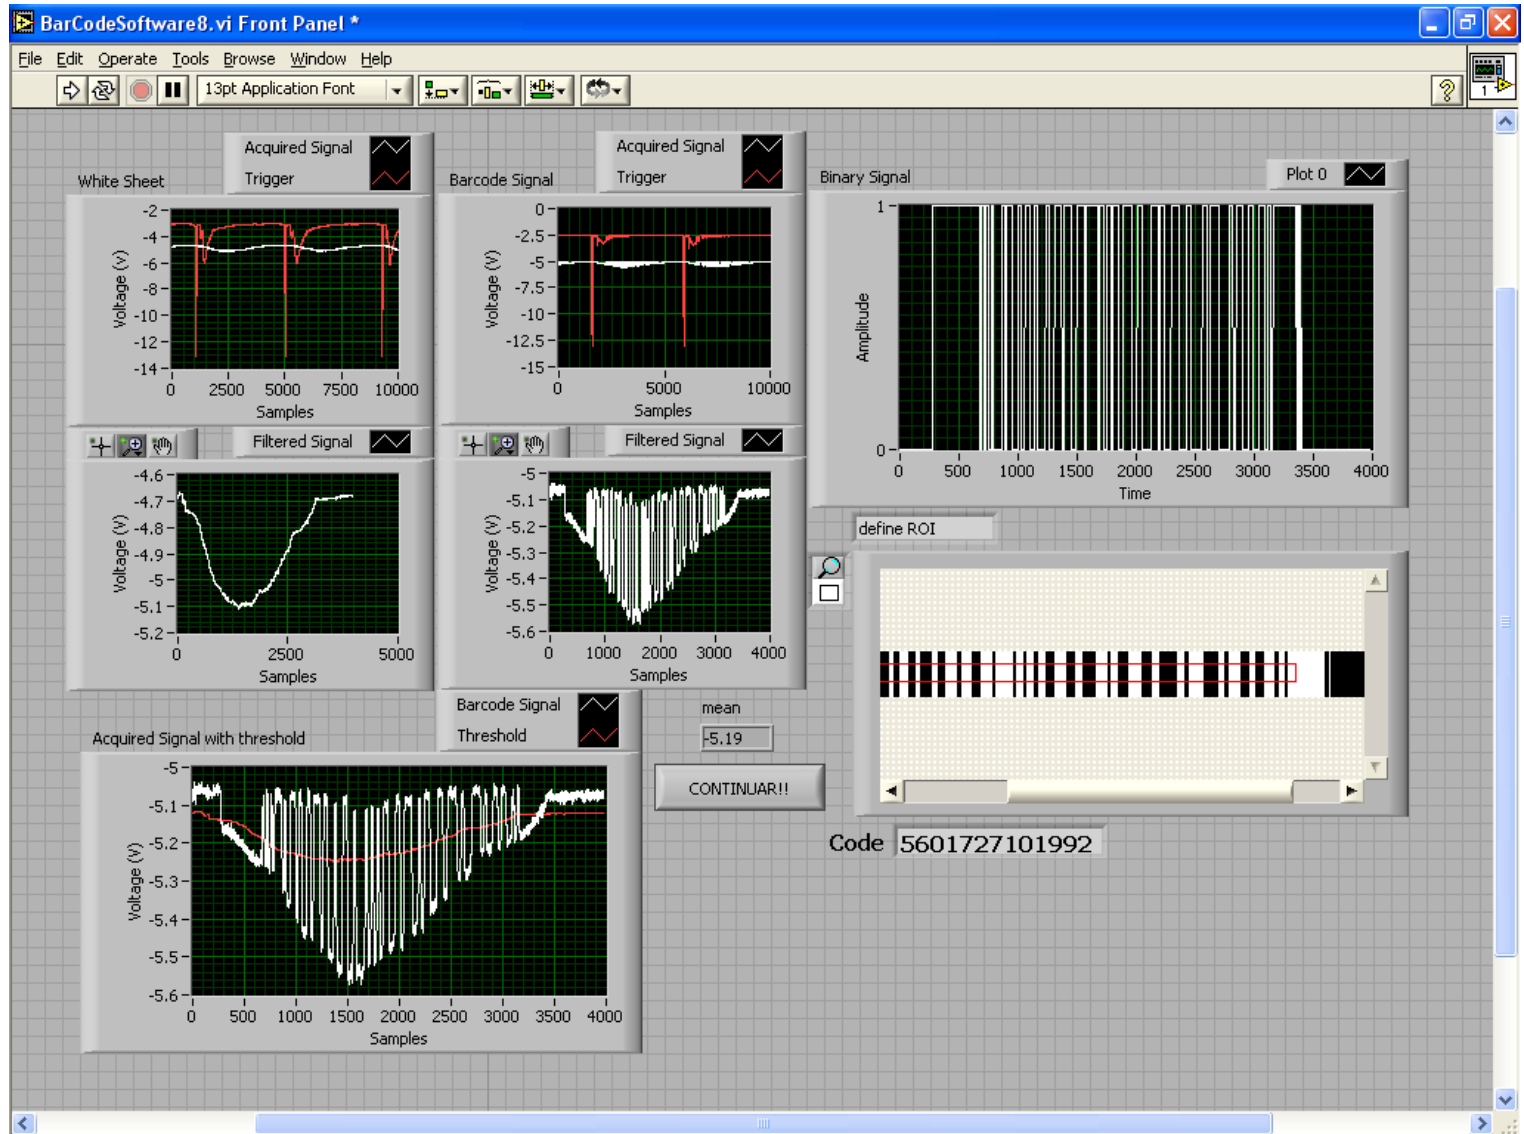 BarCodeSoftware8.vi Front Panel *
File Edit Operate Tools Browse Window Help
13pt Application Font
1
White Sheet
Acquired Signal
Trigger
-2
-4
-6
-8
-10
-12
-14
Voltage (v)
0 2500 5000 7500 10000
Samples
Barcode Signal
Acquired Signal
Trigger
0
-2.5
-5
-7.5
-10
-12.5
-15
Voltage (v)
0 5000 10000
Samples
Binary Signal
Plot 0
1
0
Amplitude
0 500 1000 1500 2000 2500 3000 3500 4000
Time
Filtered Signal
-4.6
-4.7
-4.8
-4.9
-5
-5.1
-5.2
Voltage (V)
0 2500 5000
Samples
Filtered Signal
-5
-5.1
-5.2
-5.3
-5.4
-5.5
-5.6
Voltage (V)
0 1000 2000 3000 4000
Samples
define ROI
Acquired Signal with threshold
Barcode Signal
Threshold
-5
-5.1
-5.2
-5.3
-5.4
-5.5
-5.6
Voltage (V)
0 500 1000 1500 2000 2500 3000 3500 4000
Samples
mean
-5.19
CONTINUAR!!
Code 5601727101992